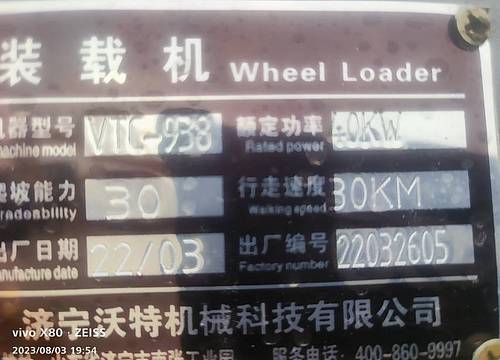 装载机 Wheel Loader
机器型号 VTG-938 额定功率 40KW
machine model Rated power
爬坡能力 30 行走速度 30KM
Gradeability Walking speed
出厂日期 22/03 出厂编号 22032605
Manufacture date Factory number
济宁沃特机械科技有限公司
服务电话 400-860-9997
vivo X80 · ZEISS
2023/08/03 19:54